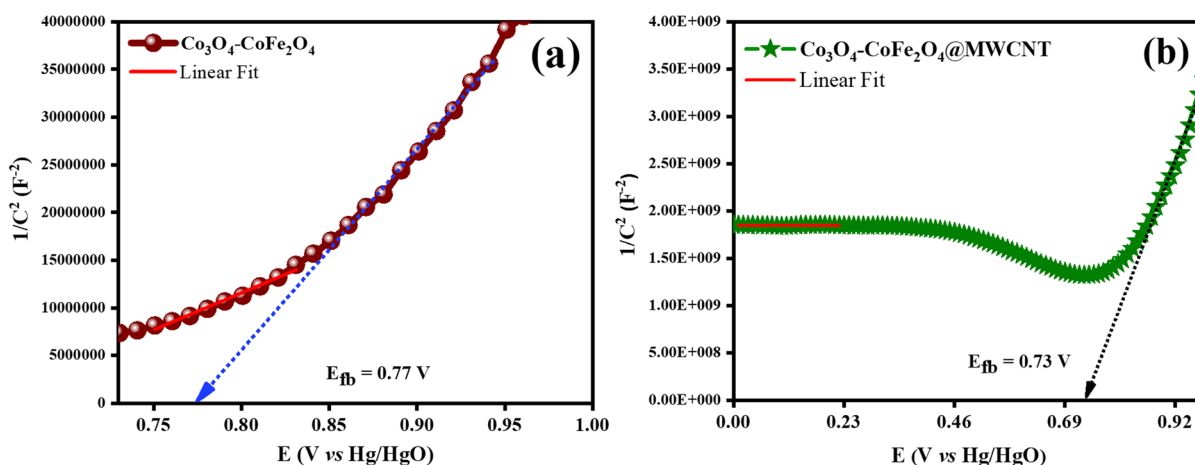 40000000
35000000
30000000
25000000
20000000
15000000
10000000
5000000
0
1/C² (F⁻²)
Co₃O₄-CoFe₂O₄
Linear Fit
(a)
E_fb = 0.77 V
0.75 0.80 0.85 0.90 0.95 1.00
E (V vs Hg/HgO)
4.00E+009
3.50E+009
3.00E+009
2.50E+009
2.00E+009
1.50E+009
1.00E+009
5.00E+008
0.00E+000
1/C² (F⁻²)
Co₃O₄-CoFe₂O₄@MWCNT
Linear Fit
(b)
E_fb = 0.73 V
0.00 0.23 0.46 0.69 0.92
E (V vs Hg/HgO)